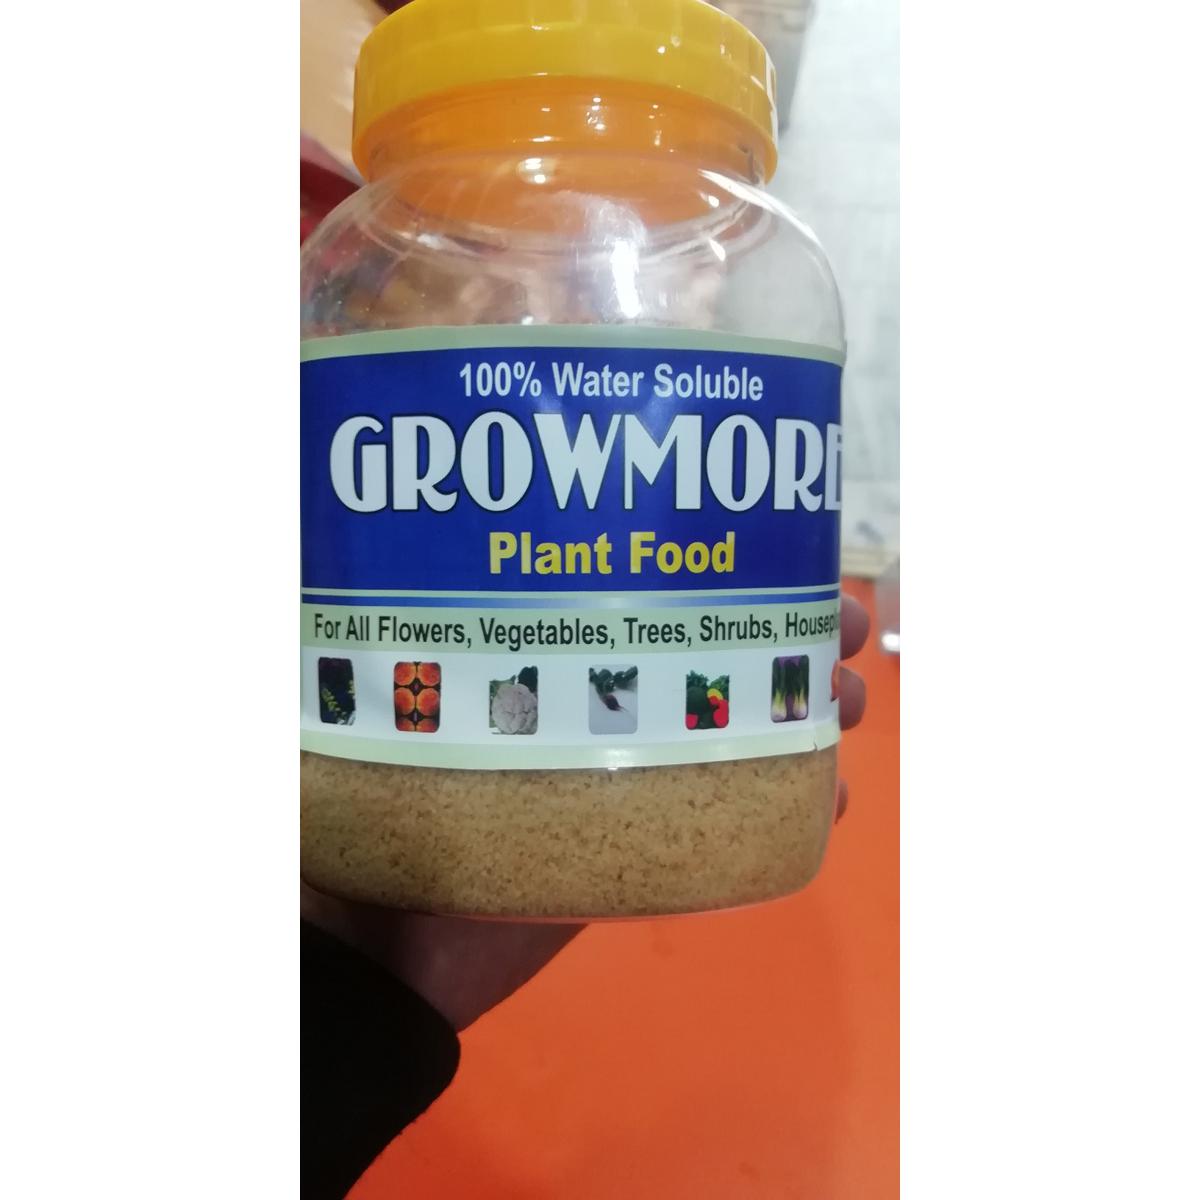 100% Water Soluble
GROWMORE
Plant Food
For All Flowers, Vegetables, Trees, Shrubs,